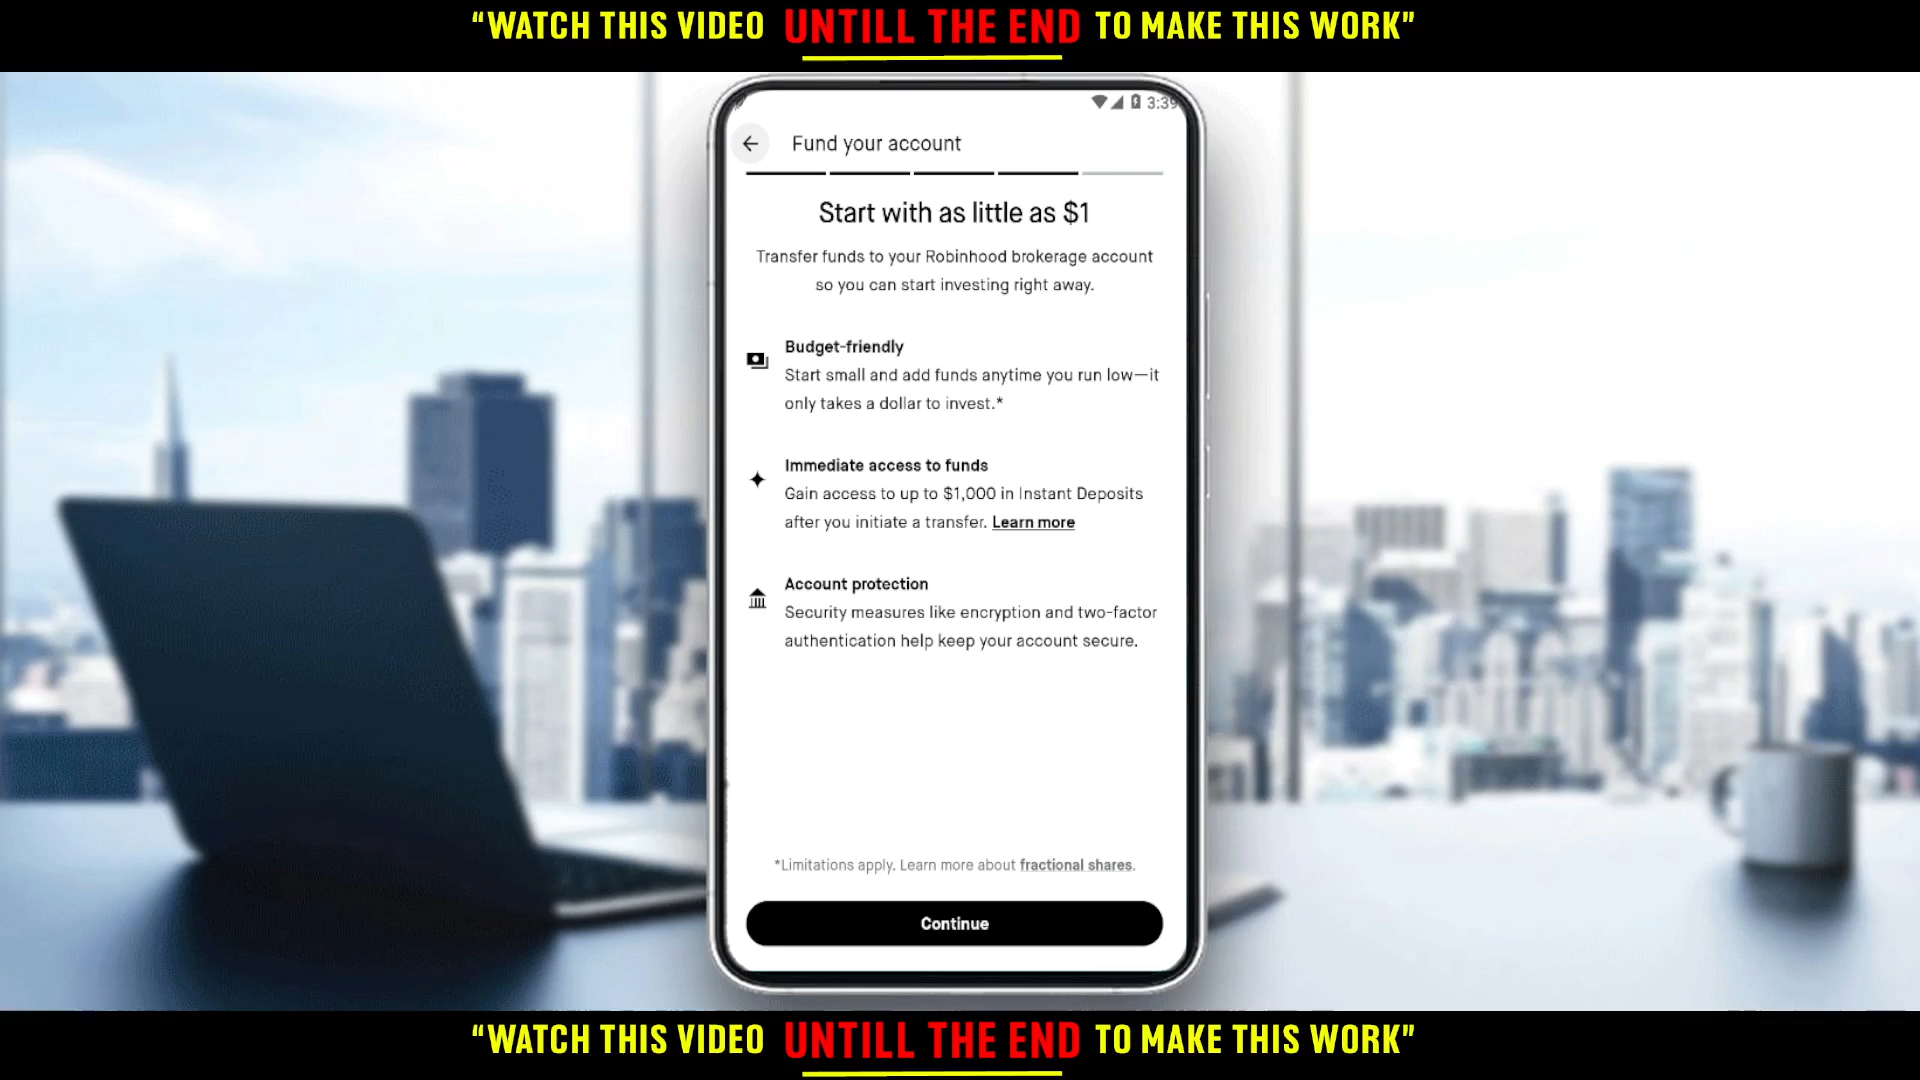 “WATCH THIS VIDEO UNTILL THE END TO MAKE THIS WORK”
3:39
Fund your account
Start with as little as $1
Transfer funds to your Robinhood brokerage account
so you can start investing right away.
Budget-friendly
Start small and add funds anytime you run low—it
only takes a dollar to invest.*
Immediate access to funds
Gain access to up to $1,000 in Instant Deposits
after you initiate a transfer. Learn more
Account protection
Security measures like encryption and two-factor
authentication help keep your account secure.
*Limitations apply. Learn more about fractional shares.
Continue
“WATCH THIS VIDEO UNTILL THE END TO MAKE THIS WORK”